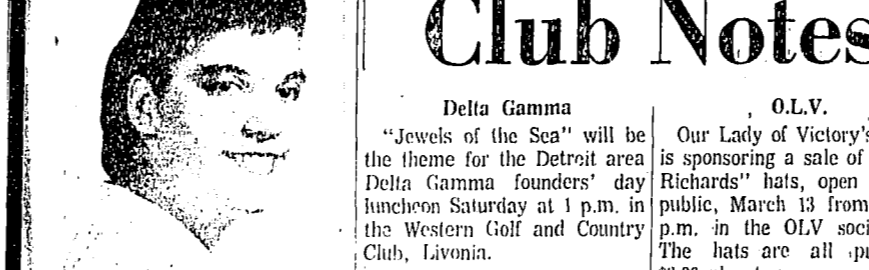 Club Notes
Delta Gamma
"Jewels of the Sea" will be
the theme for the Detroit area
Delta Gamma founders' day
luncheon Saturday at 1 p.m. in
the Western Golf and Country
Club, Livonia.
O.L.V.
Our Lady of Victory's
is sponsoring a sale of
Richards" hats, open
public, March 13 from
p.m. in the OLV soci
The hats are all pr